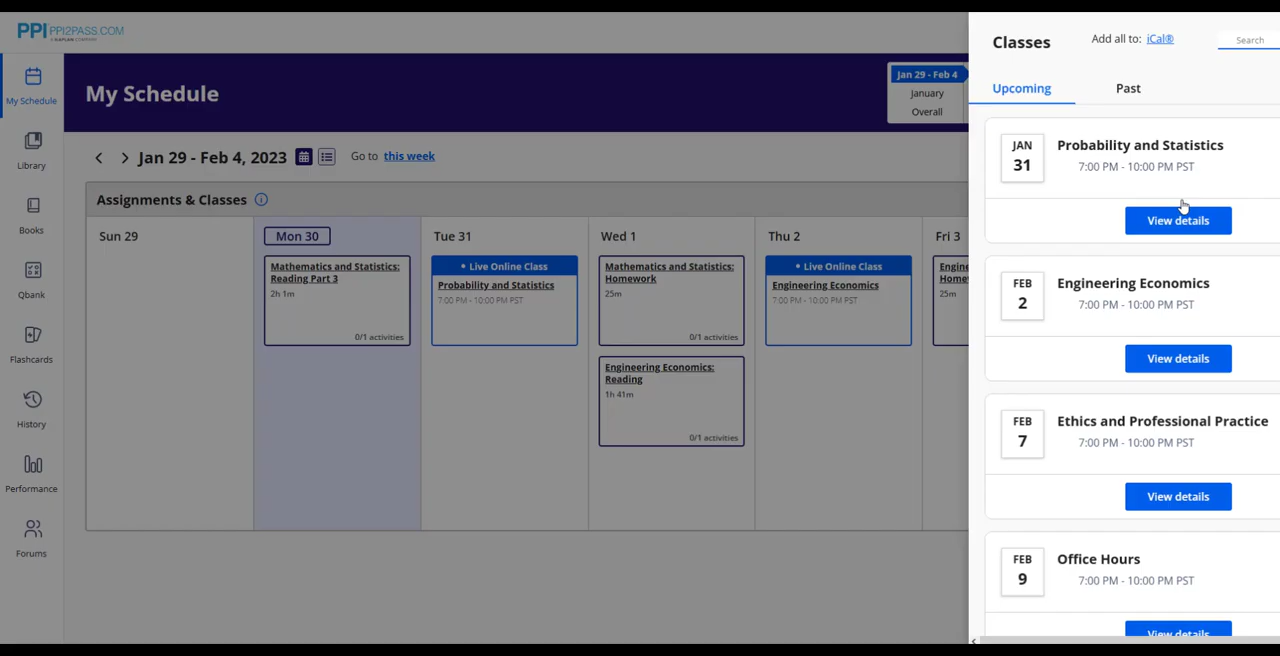 PPI PPI2PASS.COM
A KAPLAN COMPANY
My Schedule
Library
Books
Qbank
Flashcards
History
Performance
Forums
My Schedule
Jan 29 - Feb 4
January
Overall
Jan 29 - Feb 4, 2023
Go to this week
Assignments & Classes
Sun 29
Mon 30
Mathematics and Statistics:
Reading Part 3
2h 1m
0/1 activities
Tue 31
• Live Online Class
Probability and Statistics
7:00 PM - 10:00 PM PST
Wed 1
Mathematics and Statistics:
Homework
25m
0/1 activities
Engineering Economics:
Reading
1h 41m
0/1 activities
Thu 2
• Live Online Class
Engineering Economics
7:00 PM - 10:00 PM PST
Fri 3
Engine
Home
25m
Classes
Add all to: iCal®
Search
Upcoming
Past
JAN
31
Probability and Statistics
7:00 PM - 10:00 PM PST
View details
FEB
2
Engineering Economics
7:00 PM - 10:00 PM PST
View details
FEB
7
Ethics and Professional Practice
7:00 PM - 10:00 PM PST
View details
FEB
9
Office Hours
7:00 PM - 10:00 PM PST
View details